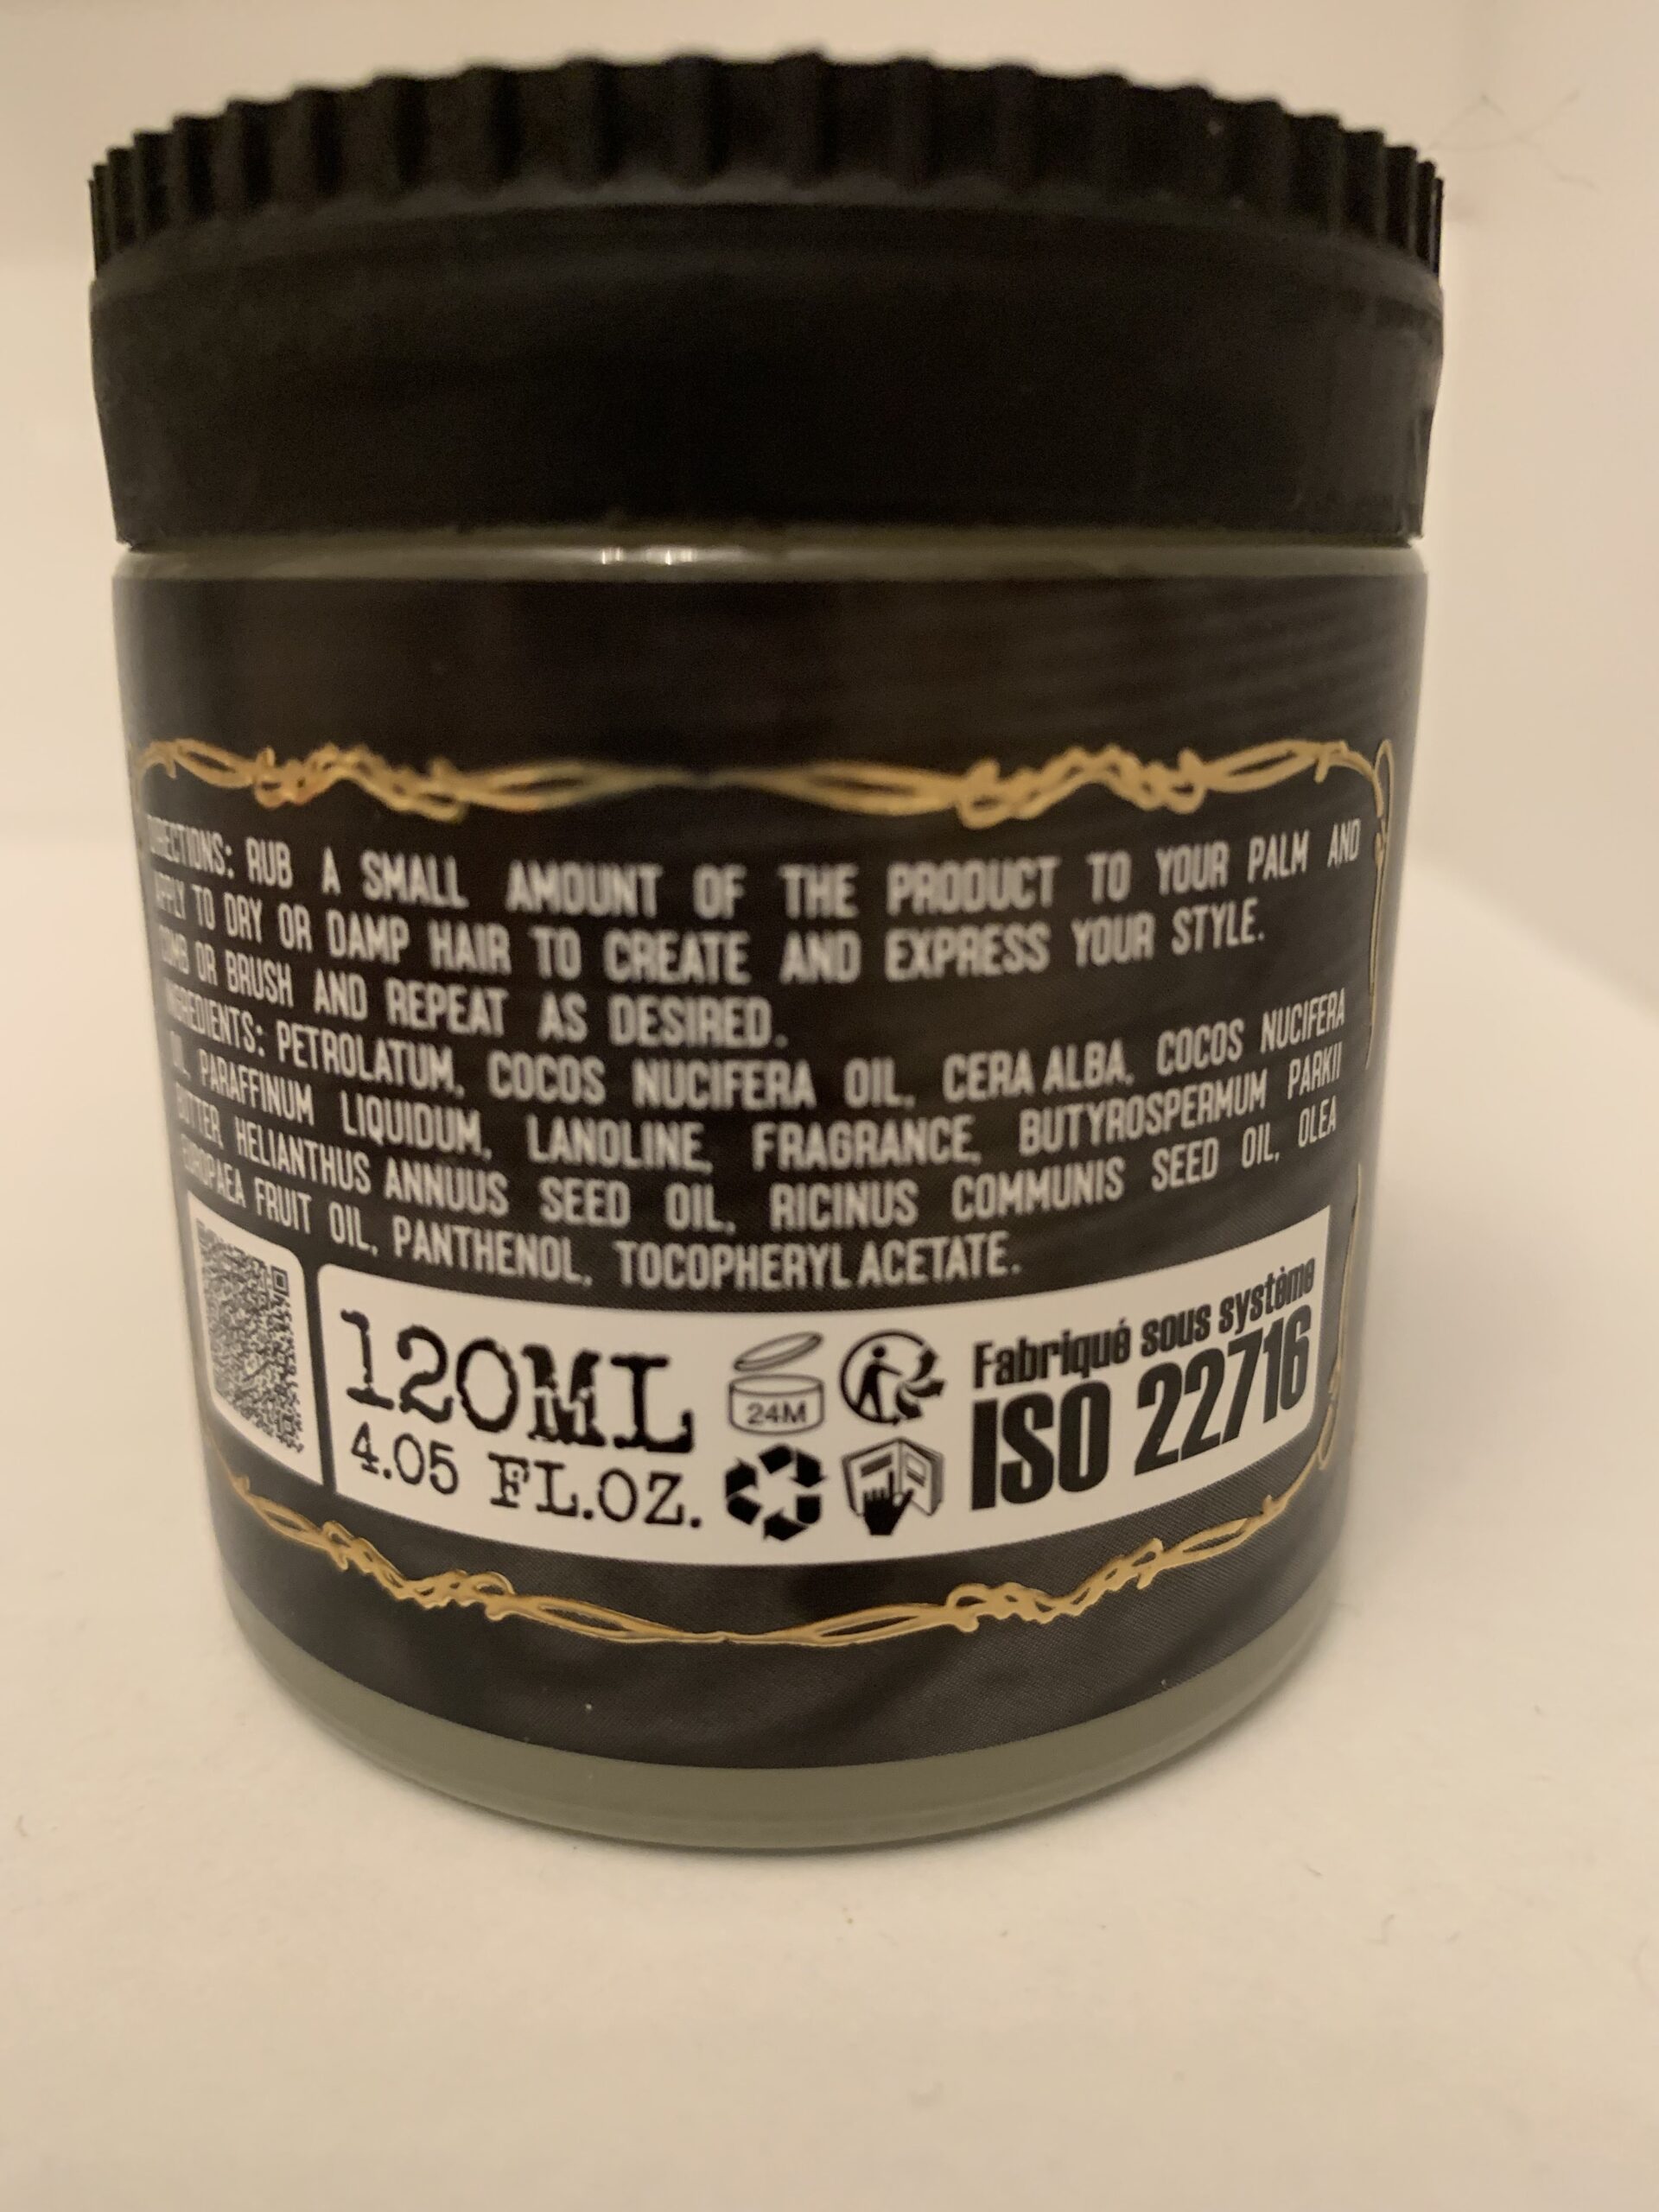 DIRECTIONS: RUB A SMALL AMOUNT OF THE PRODUCT TO YOUR PALM AND
APPLY TO DRY OR DAMP HAIR TO CREATE AND EXPRESS YOUR STYLE.
COMB OR BRUSH AND REPEAT AS DESIRED.
INGREDIENTS: PETROLATUM, COCOS NUCIFERA OIL, CERA ALBA, COCOS NUCIFERA
OIL, PARAFFINUM LIQUIDUM, LANOLINE, FRAGRANCE, BUTYROSPERMUM PARKII
BUTTER, HELIANTHUS ANNUUS SEED OIL, RICINUS COMMUNIS SEED OIL, OLEA
EUROPAEA FRUIT OIL, PANTHENOL, TOCOPHERYL ACETATE.
120ML
4.05 FL.OZ.
24M
Fabriqué sous système
ISO 22716